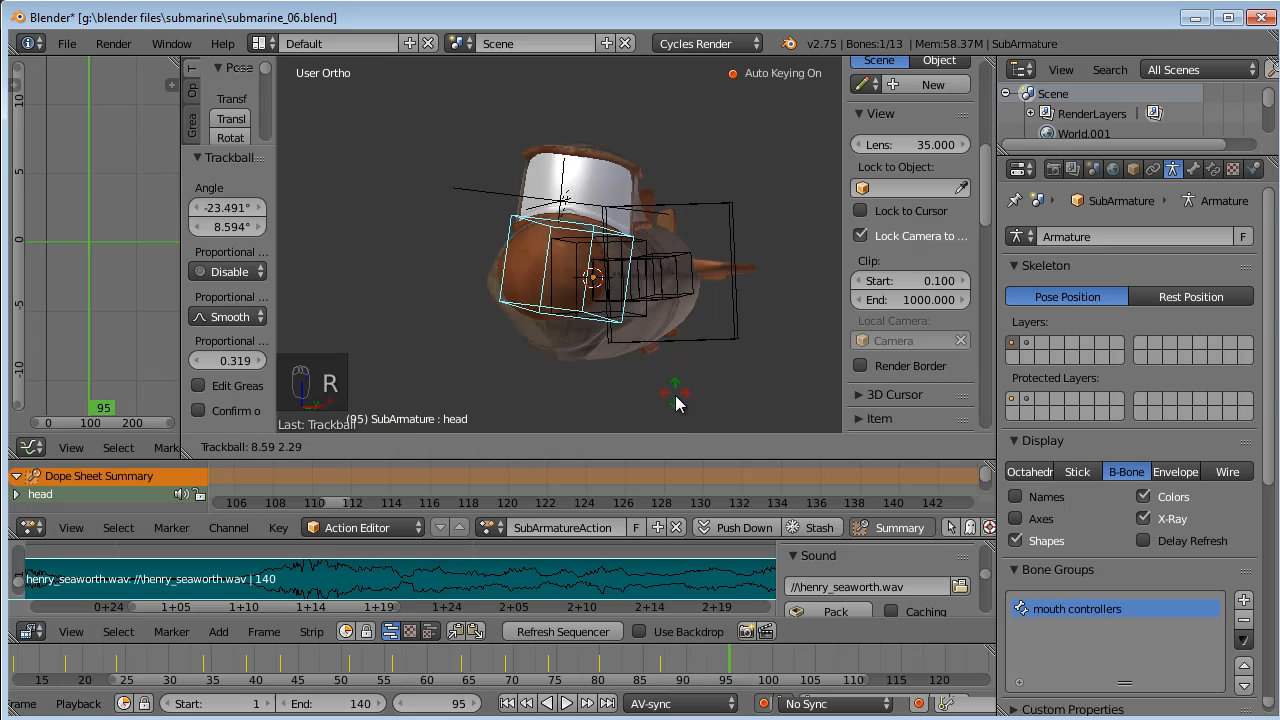 Blender* [g:\blender files\submarine\submarine_06.blend]
File Render Window Help Default Scene Cycles Render v2.75 | Bones:1/13 | Mem:58.37M | SubArmature
View Search All Scenes
Scene
RenderLayers
World.001
10
5
0
-5
-10
95
0 100 200
View Select Mark
T
Op
Grea
Pose
Transf
Transl
Rotat
Trackball
Angle
-23.491°
8.594°
Proportional
Disable
Proportional
Smooth
Proportional
0.319
Edit Greas
Confirm o
User Ortho
Auto Keying On
R
(95) SubArmature : head
Last: Trackball
Trackball: 8.59 2.29
Scene Object
New
View
Lens: 35.000
Lock to Object:
Lock to Cursor
Lock Camera to ...
Clip:
Start: 0.100
End: 1000.000
Local Camera:
Camera
Render Border
3D Cursor
Item
SubArmature Armature
Armature F
Skeleton
Pose Position Rest Position
Layers:
Protected Layers:
Display
Octahedr Stick B-Bone Envelope Wire
Names Colors
Axes X-Ray
Shapes Delay Refresh
Bone Groups
mouth controllers
Custom Properties
Dope Sheet Summary
head
106 108 110 112 114 116 118 120 122 124 126 128 130 132 134 136 138 140 142
View Select Marker Channel Key Action Editor SubArmatureAction F Push Down Stash Summary
henry_seaworth.wav: //henry_seaworth.wav | 140
0+24 1+05 1+10 1+14 1+19 2+00 2+05 2+09 2+14 2+19
Sound
//henry_seaworth.wav
Pack Caching
View Select Marker Add Frame Strip Refresh Sequencer Use Backdrop
15 20 25 30 35 40 45 50 55 60 65 70 75 80 85 90 95 100 105 110 115 120
Frame Playback Start: 1 End: 140 95 AV-sync No Sync